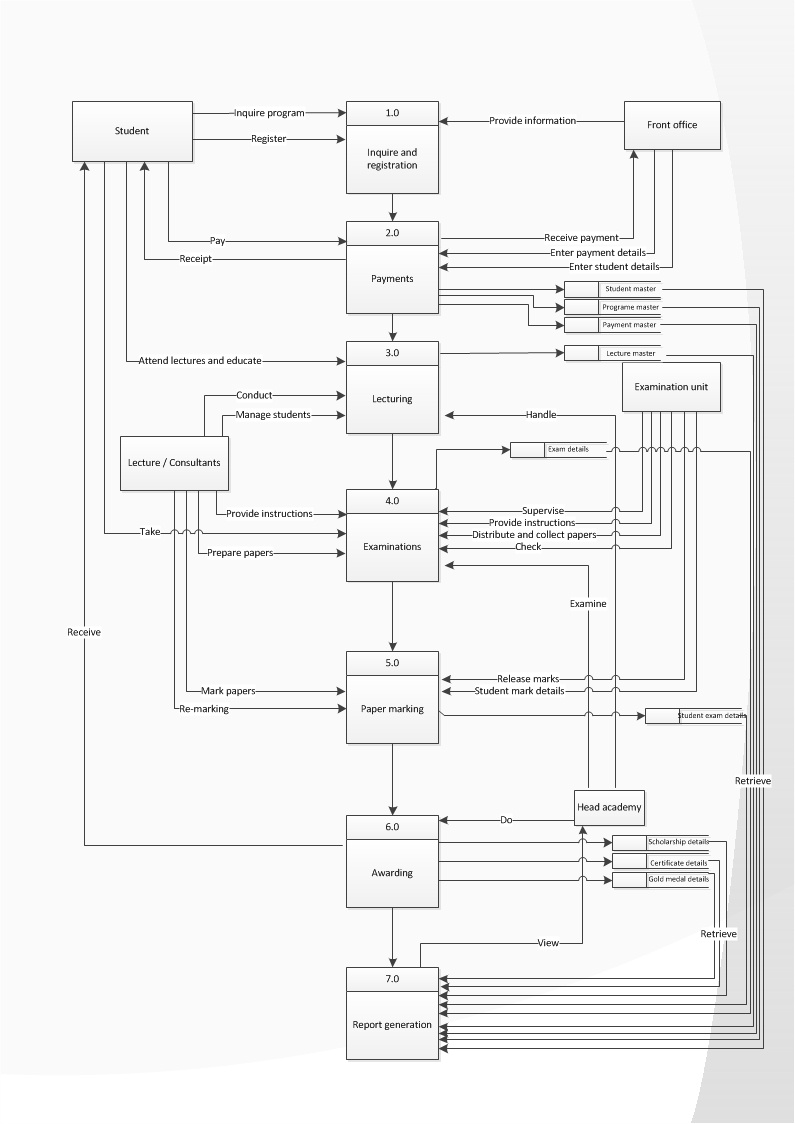 Student
Inquire program
Register
1.0
Inquire and
registration
Provide information
Front office
2.0
Payments
Pay
Receipt
Receive payment
Enter payment details
Enter student details
Student master
Programe master
Payment master
3.0
Lecturing
Lecture master
Attend lectures and educate
Examination unit
Conduct
Manage students
Handle
Lecture / Consultants
Exam details
4.0
Examinations
Provide instructions
Take
Prepare papers
Supervise
Provide instructions
Distribute and collect papers
Check
Examine
Receive
5.0
Paper marking
Mark papers
Re-marking
Release marks
Student mark details
Student exam details
Retrieve
Head academy
6.0
Awarding
Do
Scholarship details
Certificate details
Gold medal details
Retrieve
View
7.0
Report generation